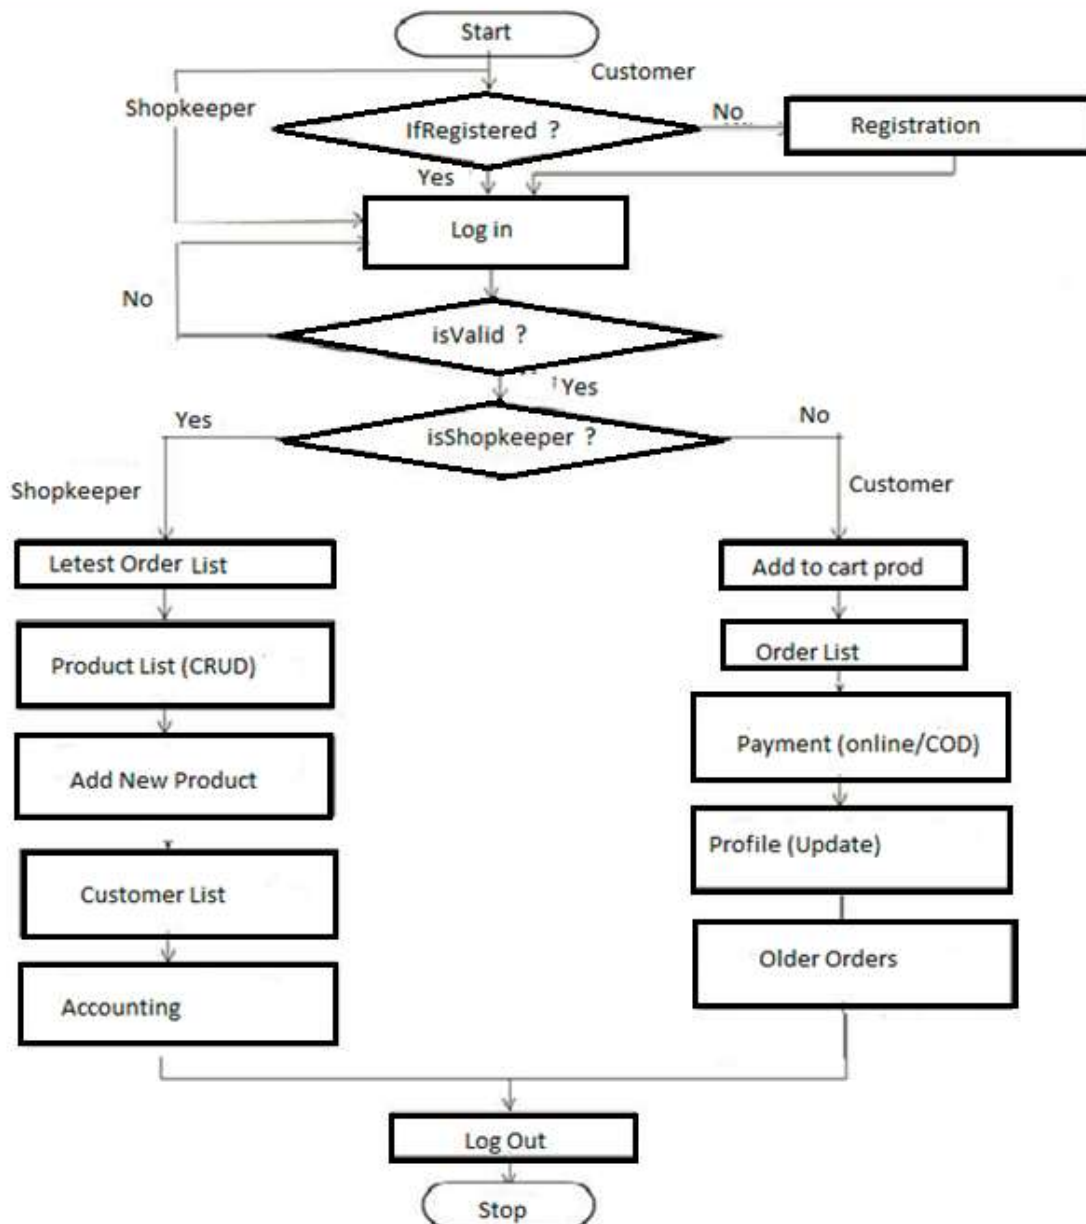 Start
Customer
Shopkeeper
IfRegistered ?
No
Registration
Yes
Log in
No
isValid ?
Yes
Yes
isShopkeeper ?
No
Shopkeeper
Customer
Letest Order List
Add to cart prod
Product List (CRUD)
Order List
Add New Product
Payment (online/COD)
Customer List
Profile (Update)
Accounting
Older Orders
Log Out
Stop